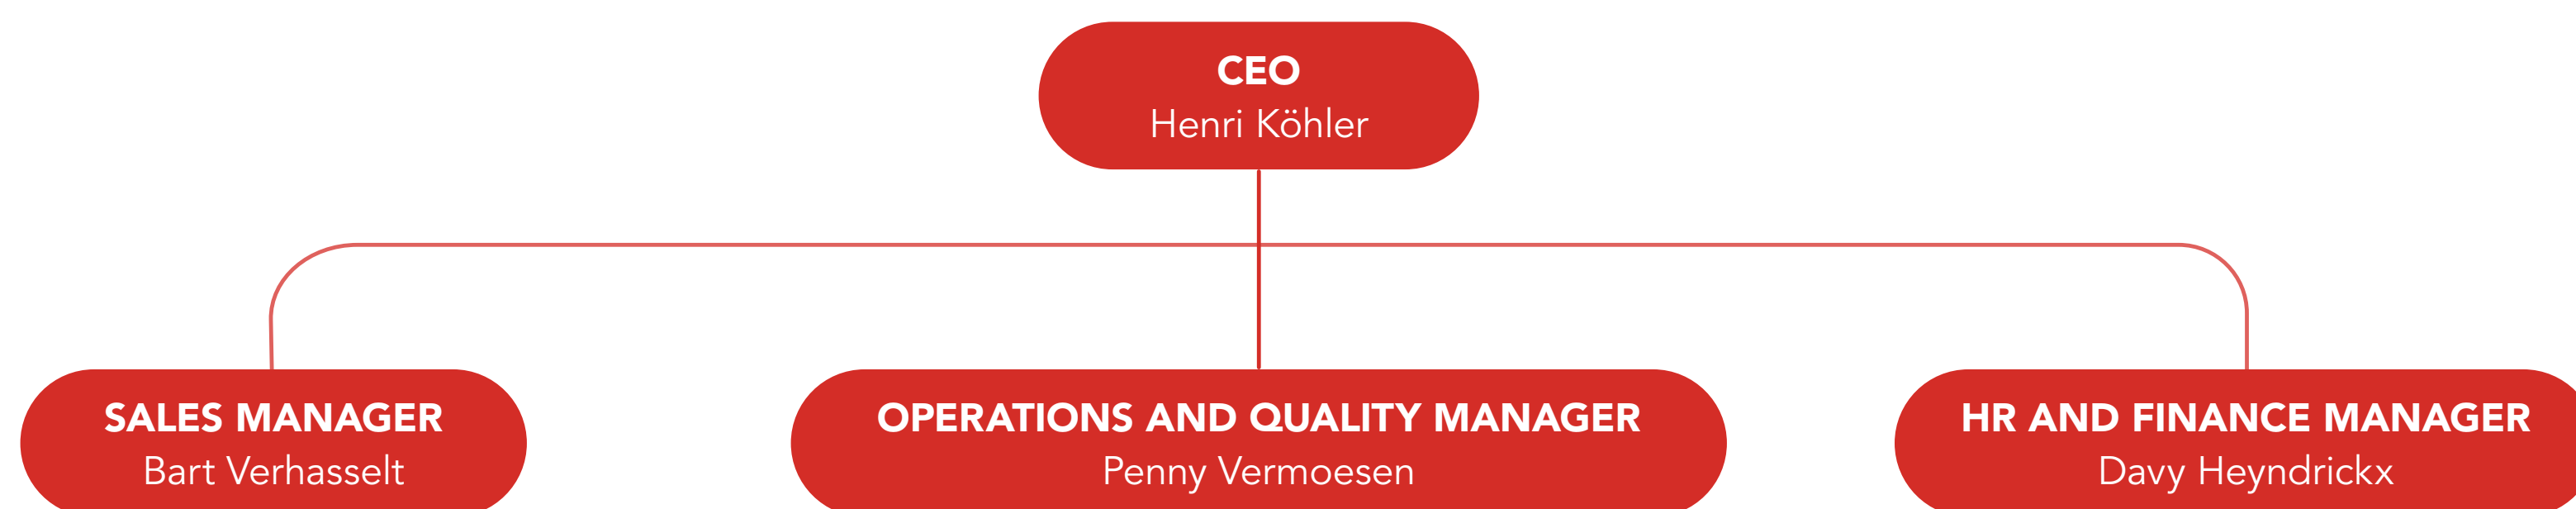 CEO
Henri Köhler
SALES MANAGER
Bart Verhasselt
OPERATIONS AND QUALITY MANAGER
Penny Vermoesen
HR AND FINANCE MANAGER
Davy Heyndrickx